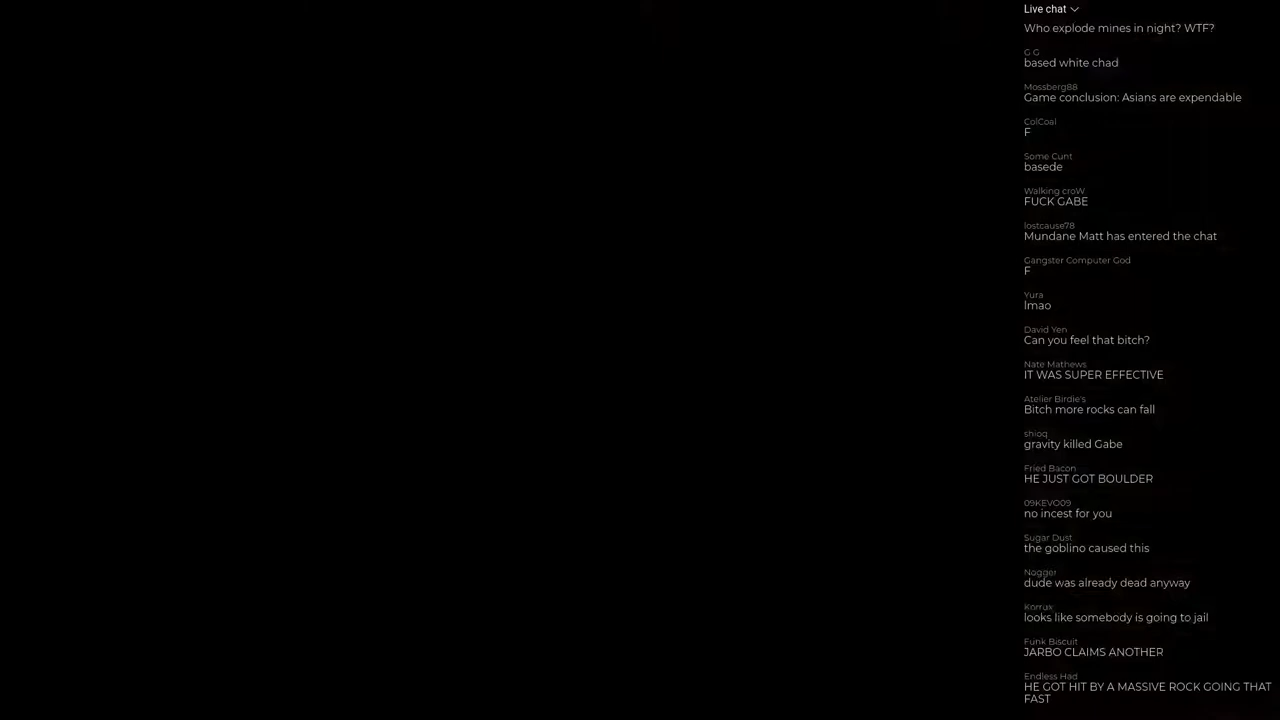 Live chat
Who explode mines in night? WTF?
G G
based white chad
Mossberg88
Game conclusion: Asians are expendable
ColCoal
F
Some Cunt
basede
Walking croW
FUCK GABE
lostcause78
Mundane Matt has entered the chat
Gangster Computer God
F
Yura
lmao
David Yen
Can you feel that bitch?
Nate Mathews
IT WAS SUPER EFFECTIVE
Atelier Birdie's
Bitch more rocks can fall
shioq
gravity killed Gabe
Fried Bacon
HE JUST GOT BOULDER
09KEVO09
no incest for you
Sugar Dust
the goblino caused this
Nogger
dude was already dead anyway
Korrux
looks like somebody is going to jail
Funk Biscuit
JARBO CLAIMS ANOTHER
Endless Had
HE GOT HIT BY A MASSIVE ROCK GOING THAT
FAST